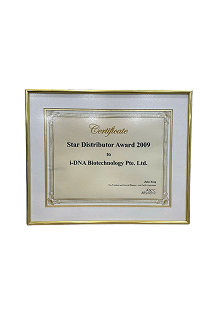 Certificate
Star Distributor Award 2009
to
i-DNA Biotechnology Pte. Ltd.